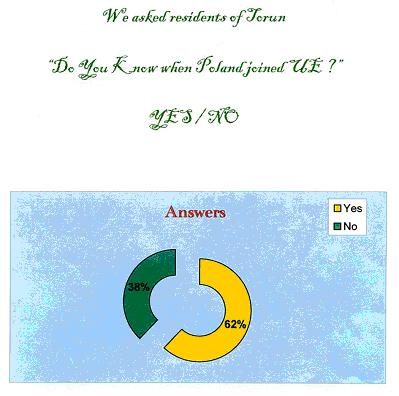 We asked residents of Torun
"Do You Know when Poland joined UE ?"
YES / NO
Answers
Yes
No
38%
62%